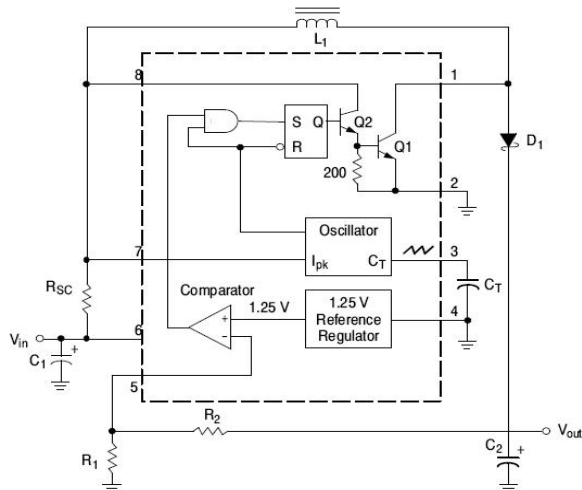 L1
8
1
S
Q
R
Q2
Q1
D1
200
2
Oscillator
Ipk
CT
7
3
CT
RSC
Comparator
1.25 V
1.25 V
Reference
Regulator
4
+
-
Vin
6
C1
+
5
R2
Vout
R1
C2
+